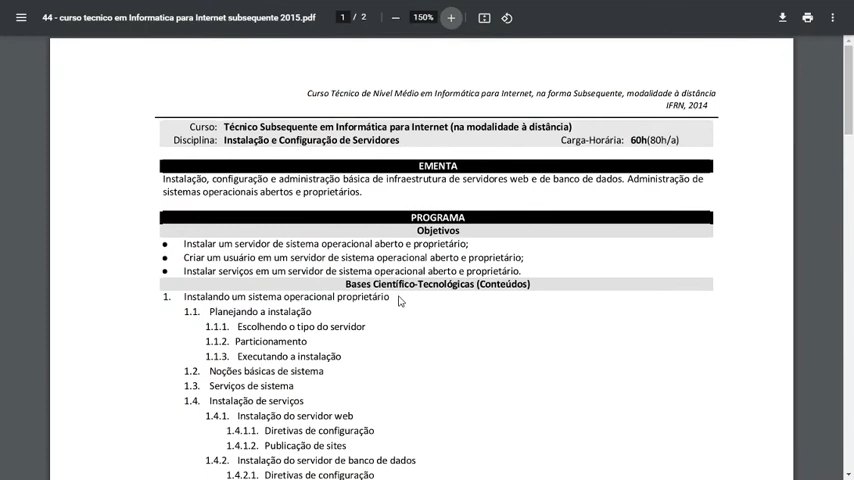 44 - curso tecnico em Informatica para Internet subsequente 2015.pdf
1 / 2
150%
Curso Técnico de Nível Médio em Informática para Internet, na forma Subsequente, modalidade à distância
IFRN, 2014
Curso: Técnico Subsequente em Informática para Internet (na modalidade à distância)
Disciplina: Instalação e Configuração de Servidores Carga-Horária: 60h(80h/a)
EMENTA
Instalação, configuração e administração básica de infraestrutura de servidores web e de banco de dados. Administração de
sistemas operacionais abertos e proprietários.
PROGRAMA
Objetivos
● Instalar um servidor de sistema operacional aberto e proprietário;
● Criar um usuário em um servidor de sistema operacional aberto e proprietário;
● Instalar serviços em um servidor de sistema operacional aberto e proprietário.
Bases Científico-Tecnológicas (Conteúdos)
1. Instalando um sistema operacional proprietário
1.1. Planejando a instalação
1.1.1. Escolhendo o tipo do servidor
1.1.2. Particionamento
1.1.3. Executando a instalação
1.2. Noções básicas de sistema
1.3. Serviços de sistema
1.4. Instalação de serviços
1.4.1. Instalação do servidor web
1.4.1.1. Diretivas de configuração
1.4.1.2. Publicação de sites
1.4.2. Instalação do servidor de banco de dados
1.4.2.1. Diretivas de configuração